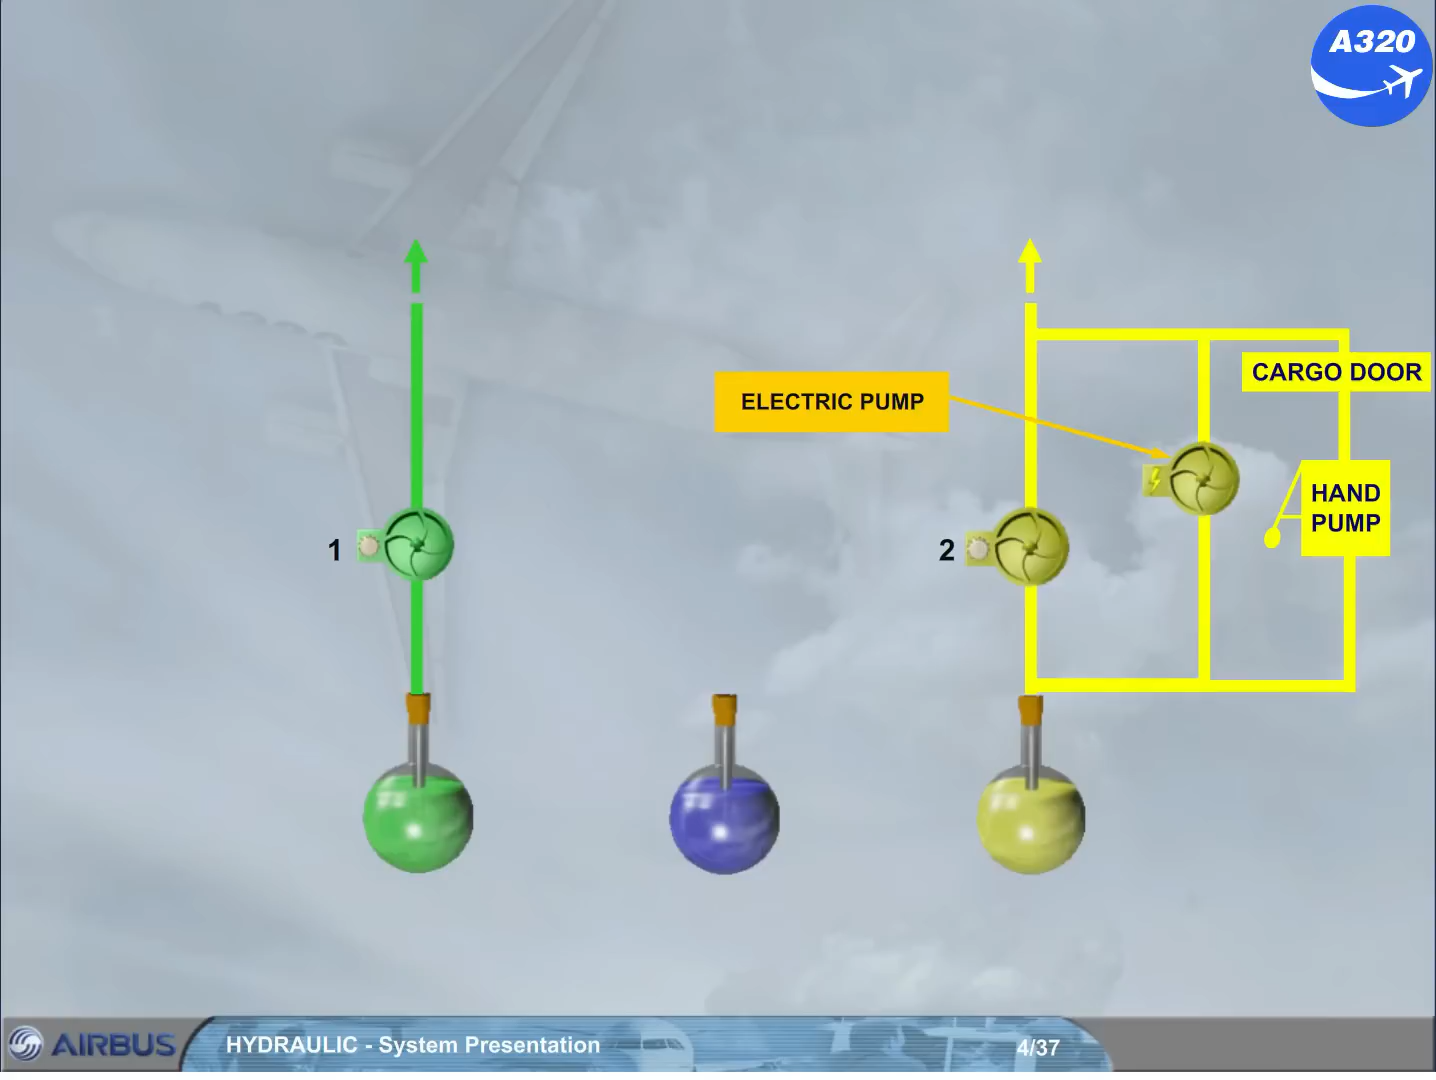 A320
CARGO DOOR
ELECTRIC PUMP
HAND
PUMP
1
2
AIRBUS
HYDRAULIC - System Presentation
4/37